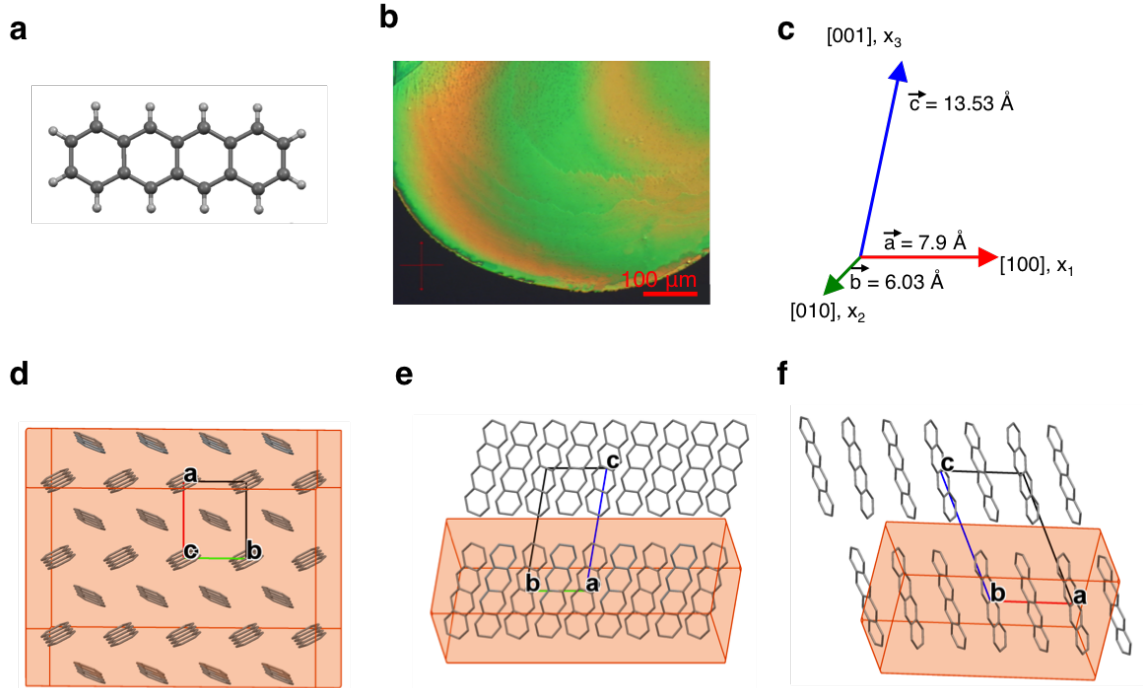 a
b
c
100 µm
[001], x₃
c⃗ = 13.53 Å
a⃗ = 7.9 Å
[100], x₁
b⃗ = 6.03 Å
[010], x₂
d
e
f
a
c
b
c
b
a
c
b
a